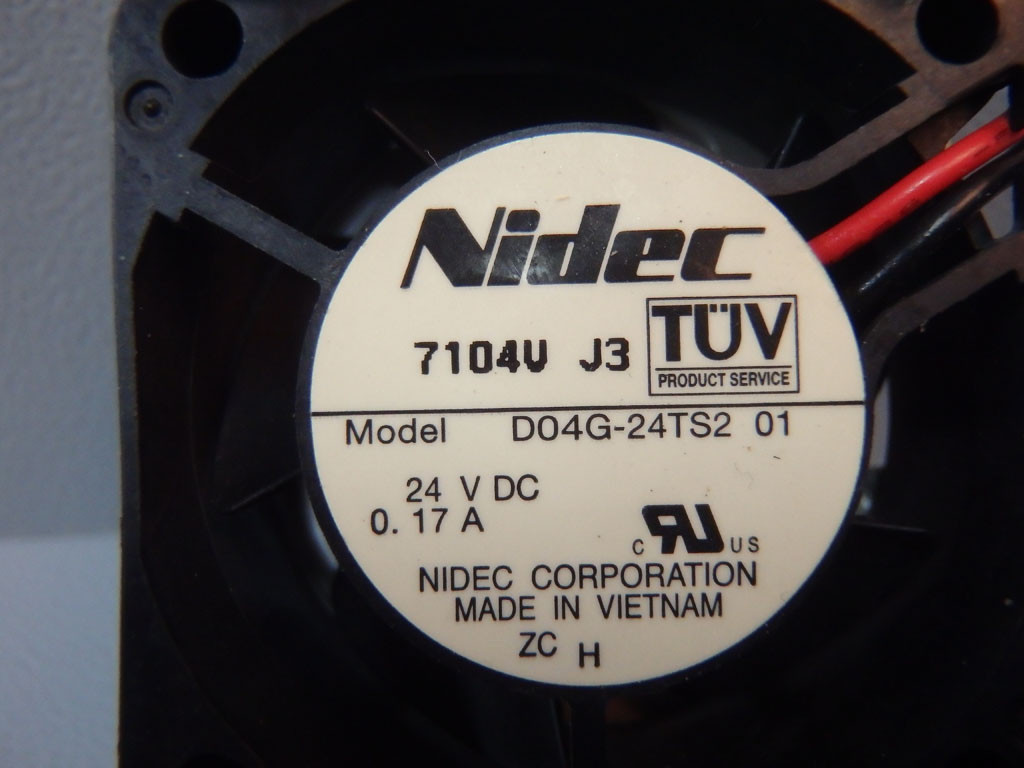 Nidec
7104V J3
TÜV
PRODUCT SERVICE
Model D04G-24TS2 01
24 V DC
0.17 A
C RU US
NIDEC CORPORATION
MADE IN VIETNAM
ZC H